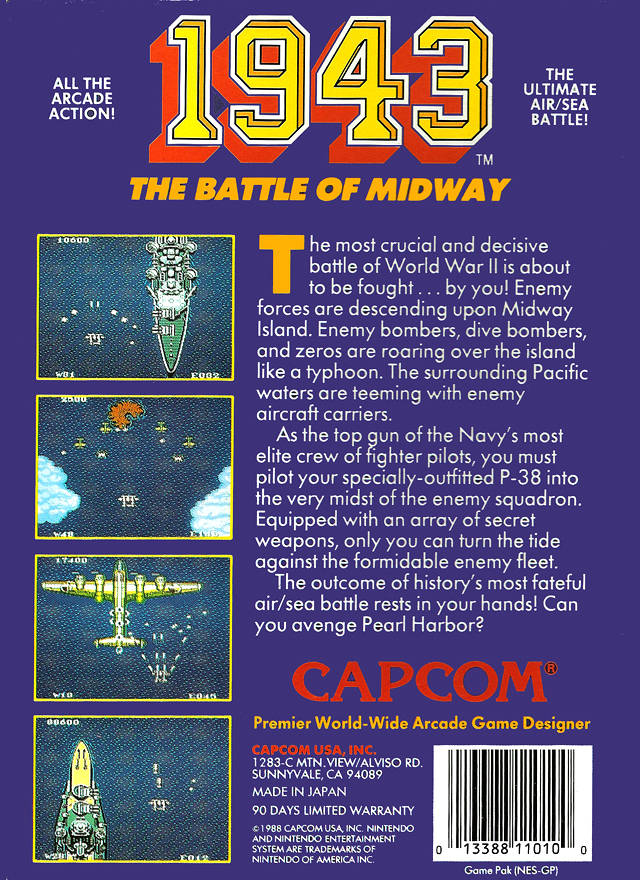 ALL THE
ARCADE
ACTION!
1943
TM
THE
ULTIMATE
AIR/SEA
BATTLE!
THE BATTLE OF MIDWAY
10600
W01
E002
2500
W40
17400
W10
E045
00600
E012
The most crucial and decisive
battle of World War II is about
to be fought . . . by you! Enemy
forces are descending upon Midway
Island. Enemy bombers, dive bombers,
and zeros are roaring over the island
like a typhoon. The surrounding Pacific
waters are teeming with enemy
aircraft carriers.
As the top gun of the Navy's most
elite crew of fighter pilots, you must
pilot your specially-outfitted P-38 into
the very midst of the enemy squadron.
Equipped with an array of secret
weapons, only you can turn the tide
against the formidable enemy fleet.
The outcome of history's most fateful
air/sea battle rests in your hands! Can
you avenge Pearl Harbor?
CAPCOM®
Premier World-Wide Arcade Game Designer
CAPCOM USA, INC.
1283-C MTN.VIEW/ALVISO RD.
SUNNYVALE, CA 94089
MADE IN JAPAN
90 DAYS LIMITED WARRANTY
©1988 CAPCOM USA, INC. NINTENDO
AND NINTENDO ENTERTAINMENT
SYSTEM ARE TRADEMARKS OF
NINTENDO OF AMERICA INC.
0 13388 11010 0
Game Pak (NES-GP)